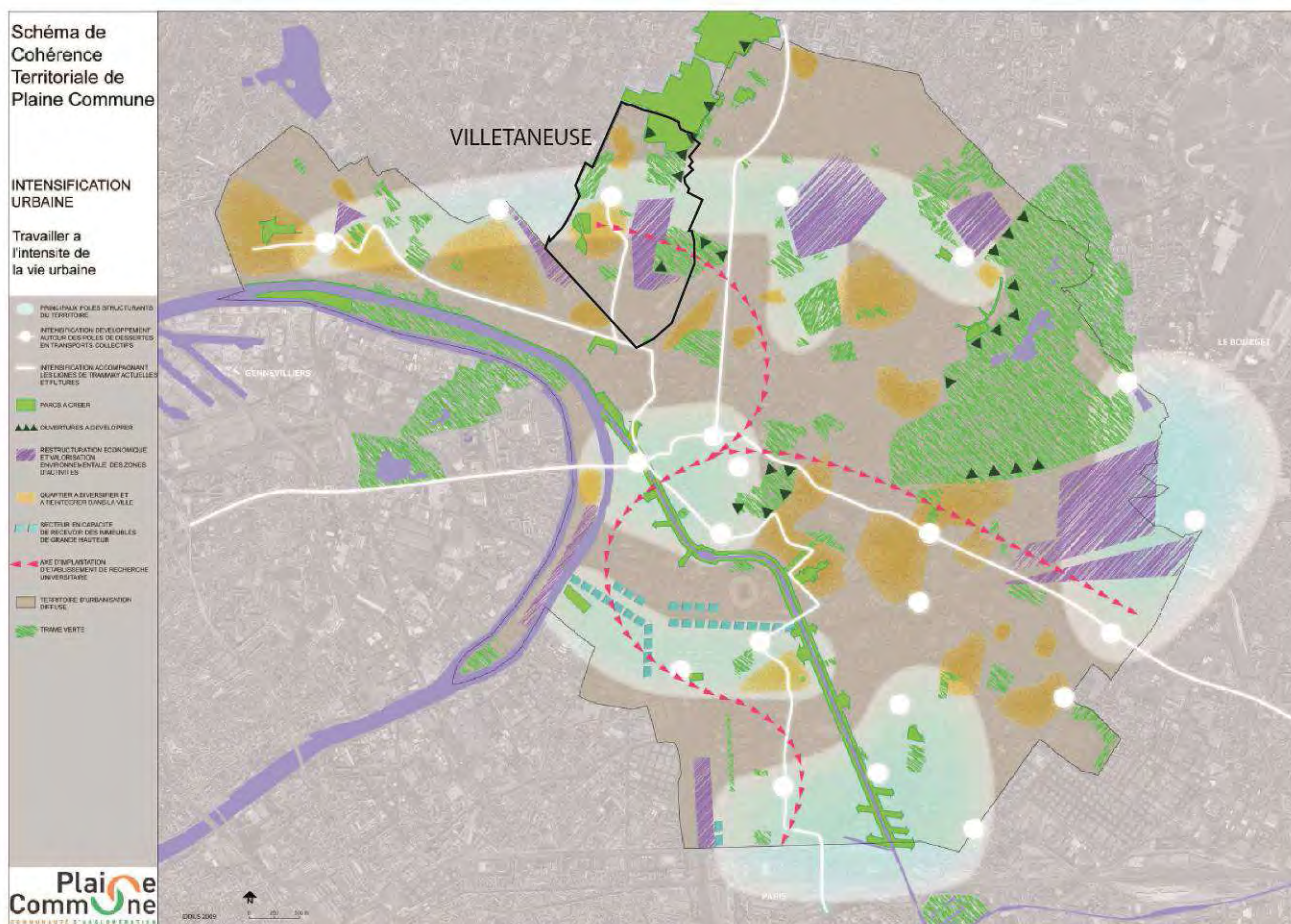 Schéma de
Cohérence
Territoriale de
Plaine Commune
INTENSIFICATION
URBAINE
Travailler a
l'intensite de
la vie urbaine
PRINCIPAUX POLES STRUCTURANTS
DU TERRITOIRE
INTENSIFICATION DEVELOPPEMENT
AUTOUR DES POLES DE DESSERTES
EN TRANSPORTS COLLECTIFS
INTENSIFICATION ACCOMPAGNANT
LES LIGNES DE TRAMWAY ACTUELLES
ET FUTURES
PARCS A CREER
OUVERTURES A DEVELOPPER
RESTRUCTURATION ECONOMIQUE
ET VALORISATION
ENVIRONNEMENTALE DES ZONES
D'ACTIVITES
QUARTIER A DIVERSIFIER ET
A REINTEGRER DANS LA VILLE
SECTEUR EN CAPACITE
DE RECEVOIR DES IMMEUBLES
DE GRANDE HAUTEUR
AXE D'IMPLANTATION
D'ETABLISSEMENT DE RECHERCHE
UNIVERSITAIRE
TERRITOIRE D'URBANISATION
DIFFUSE
TRAME VERTE
Plaine
Commune
COMMUNAUTÉ D'AGGLOMÉRATION
VILLETANEUSE
GENNEVILLIERS
LE BOURGET
PARIS
N